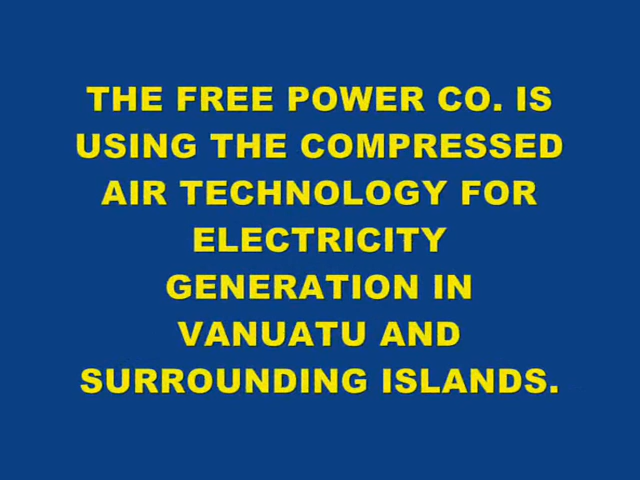 THE FREE POWER CO. IS
USING THE COMPRESSED
AIR TECHNOLOGY FOR
ELECTRICITY
GENERATION IN
VANUATU AND
SURROUNDING ISLANDS.